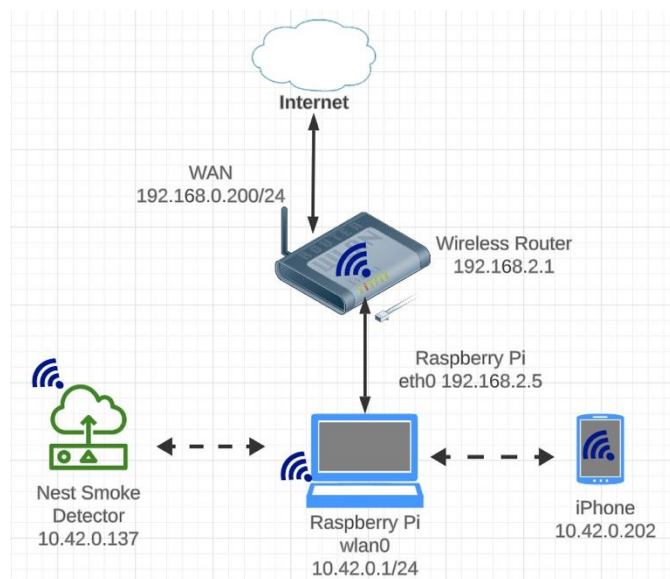 Internet
WAN
192.168.0.200/24
ROUTER
WLAN
Wireless Router
192.168.2.1
Raspberry Pi
eth0 192.168.2.5
Nest Smoke
Detector
10.42.0.137
Raspberry Pi
wlan0
10.42.0.1/24
iPhone
10.42.0.202